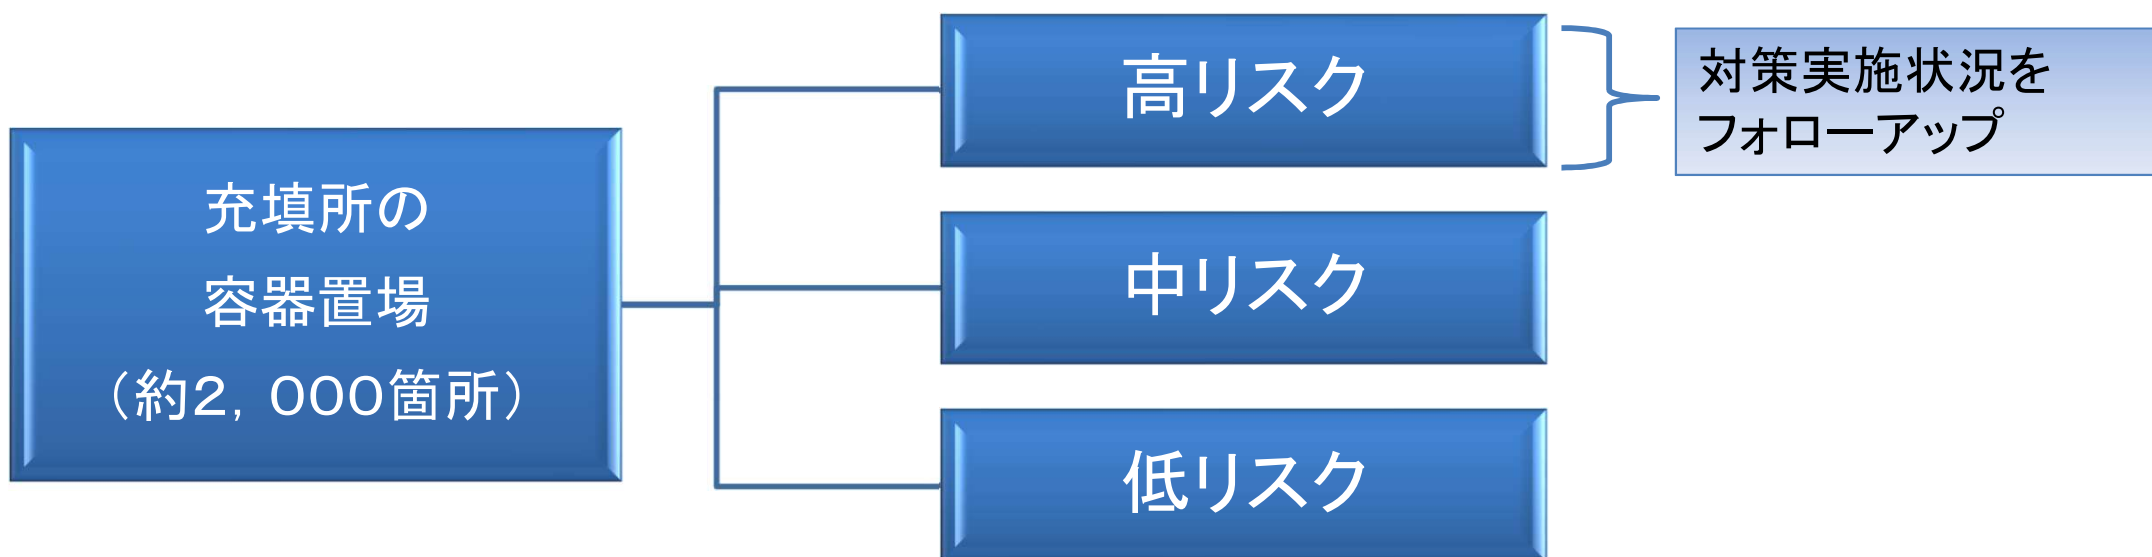 充填所の
容器置場
（約２，０００箇所）
高リスク
対策実施状況を
フォローアップ
中リスク
低リスク